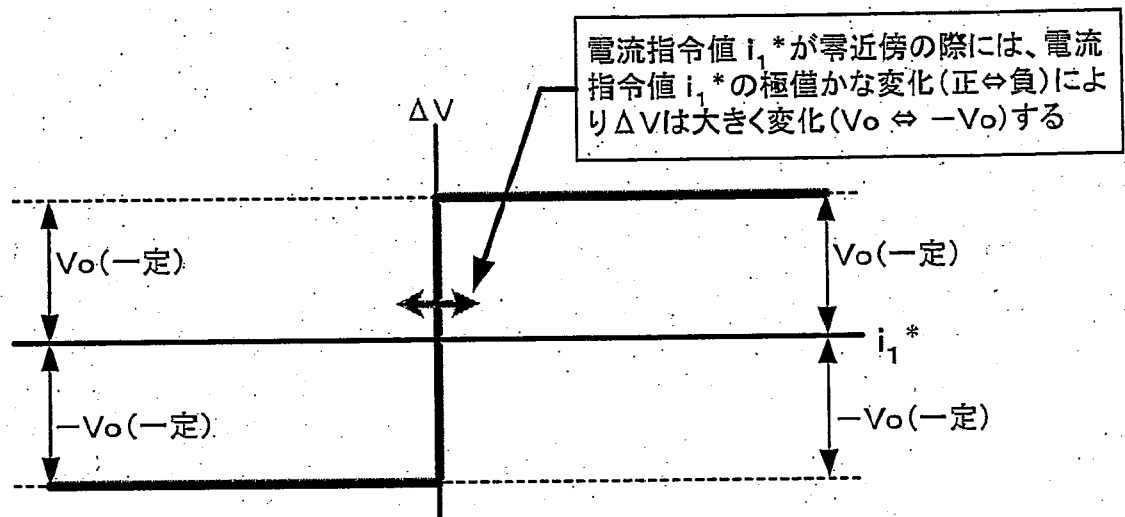 電流指令値 i₁*が零近傍の際には、電流
指令値 i₁*の極僅かな変化(正⇔負)によ
りΔVは大きく変化(Vo ⇔ −Vo)する
ΔV
Vo(一定)
Vo(一定)
i₁*
−Vo(一定)
−Vo(一定)